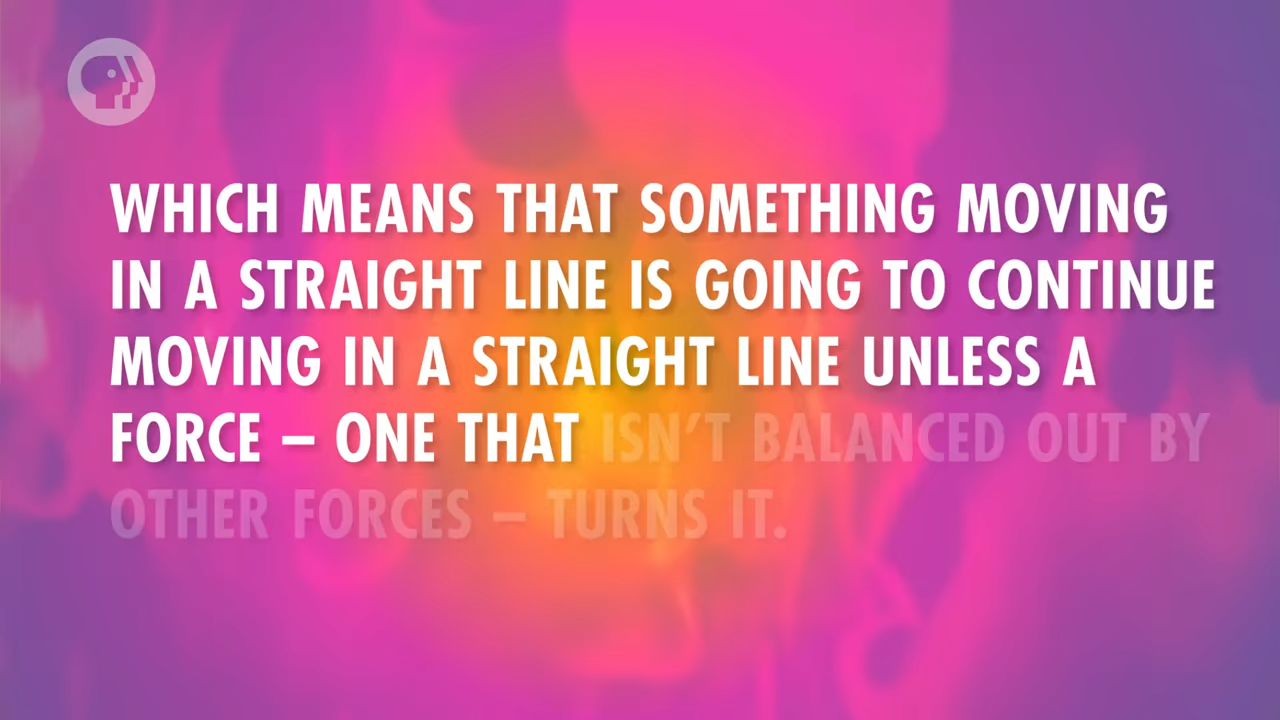 WHICH MEANS THAT SOMETHING MOVING
IN A STRAIGHT LINE IS GOING TO CONTINUE
MOVING IN A STRAIGHT LINE UNLESS A
FORCE – ONE THAT ISN'T BALANCED OUT BY
OTHER FORCES – TURNS IT.